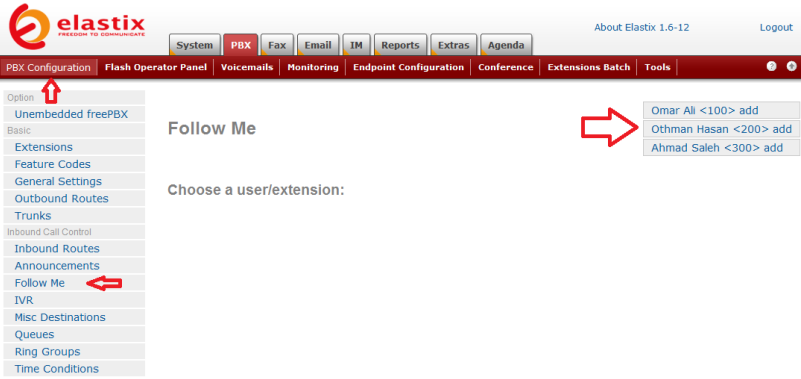 elastix
FREEDOM TO COMMUNICATE
About Elastix 1.6-12
Logout
System
PBX
Fax
Email
IM
Reports
Extras
Agenda
PBX Configuration
Flash Operator Panel
Voicemails
Monitoring
Endpoint Configuration
Conference
Extensions Batch
Tools
?
Option
Unembedded freePBX
Basic
Extensions
Feature Codes
General Settings
Outbound Routes
Trunks
Inbound Call Control
Inbound Routes
Announcements
Follow Me
IVR
Misc Destinations
Queues
Ring Groups
Time Conditions
Follow Me
Choose a user/extension:
Omar Ali <100> add
Othman Hasan <200> add
Ahmad Saleh <300> add